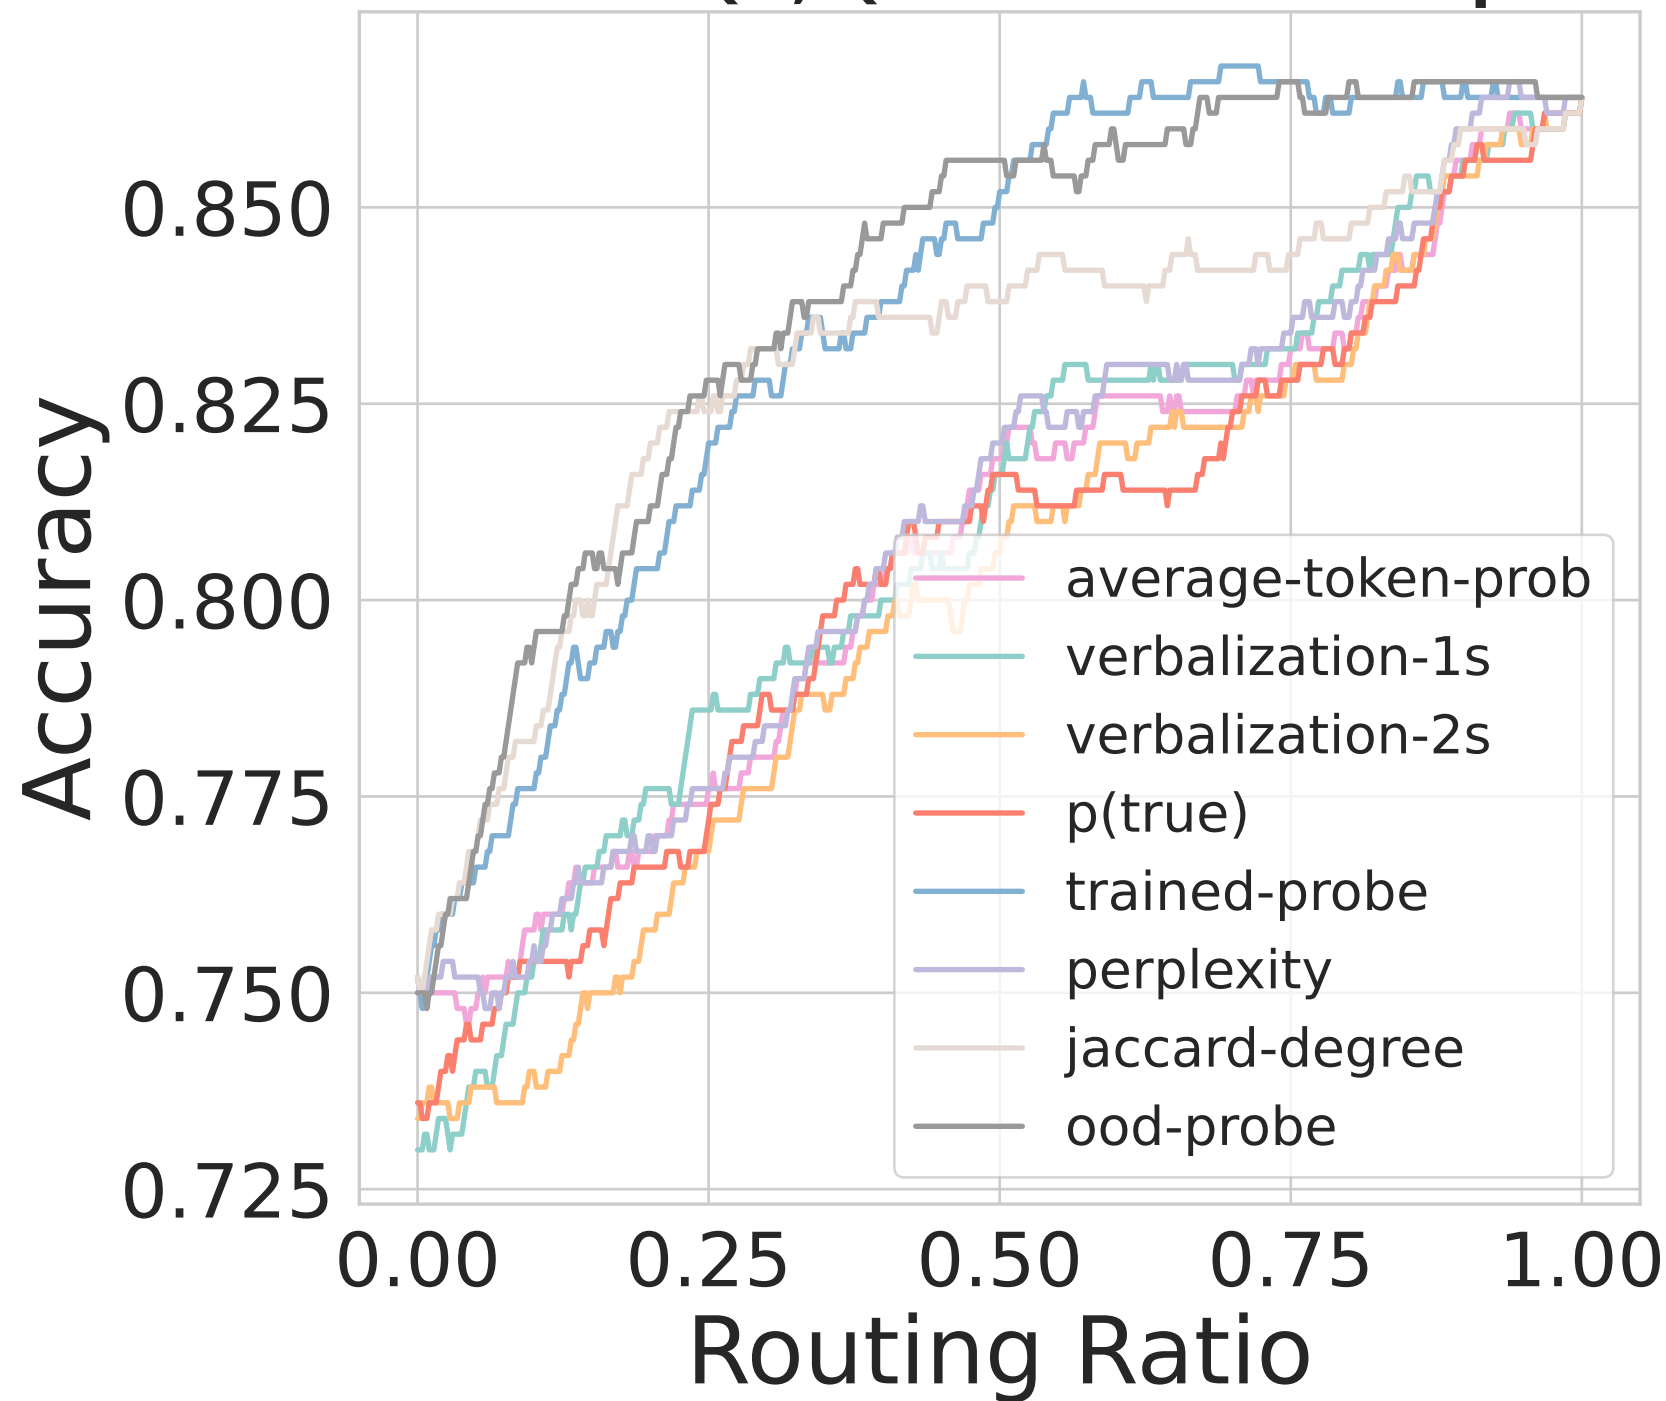 0.850
0.825
0.800
0.775
0.750
0.725
Accuracy
average-token-prob
verbalization-1s
verbalization-2s
p(true)
trained-probe
perplexity
jaccard-degree
ood-probe
0.00 0.25 0.50 0.75 1.00
Routing Ratio